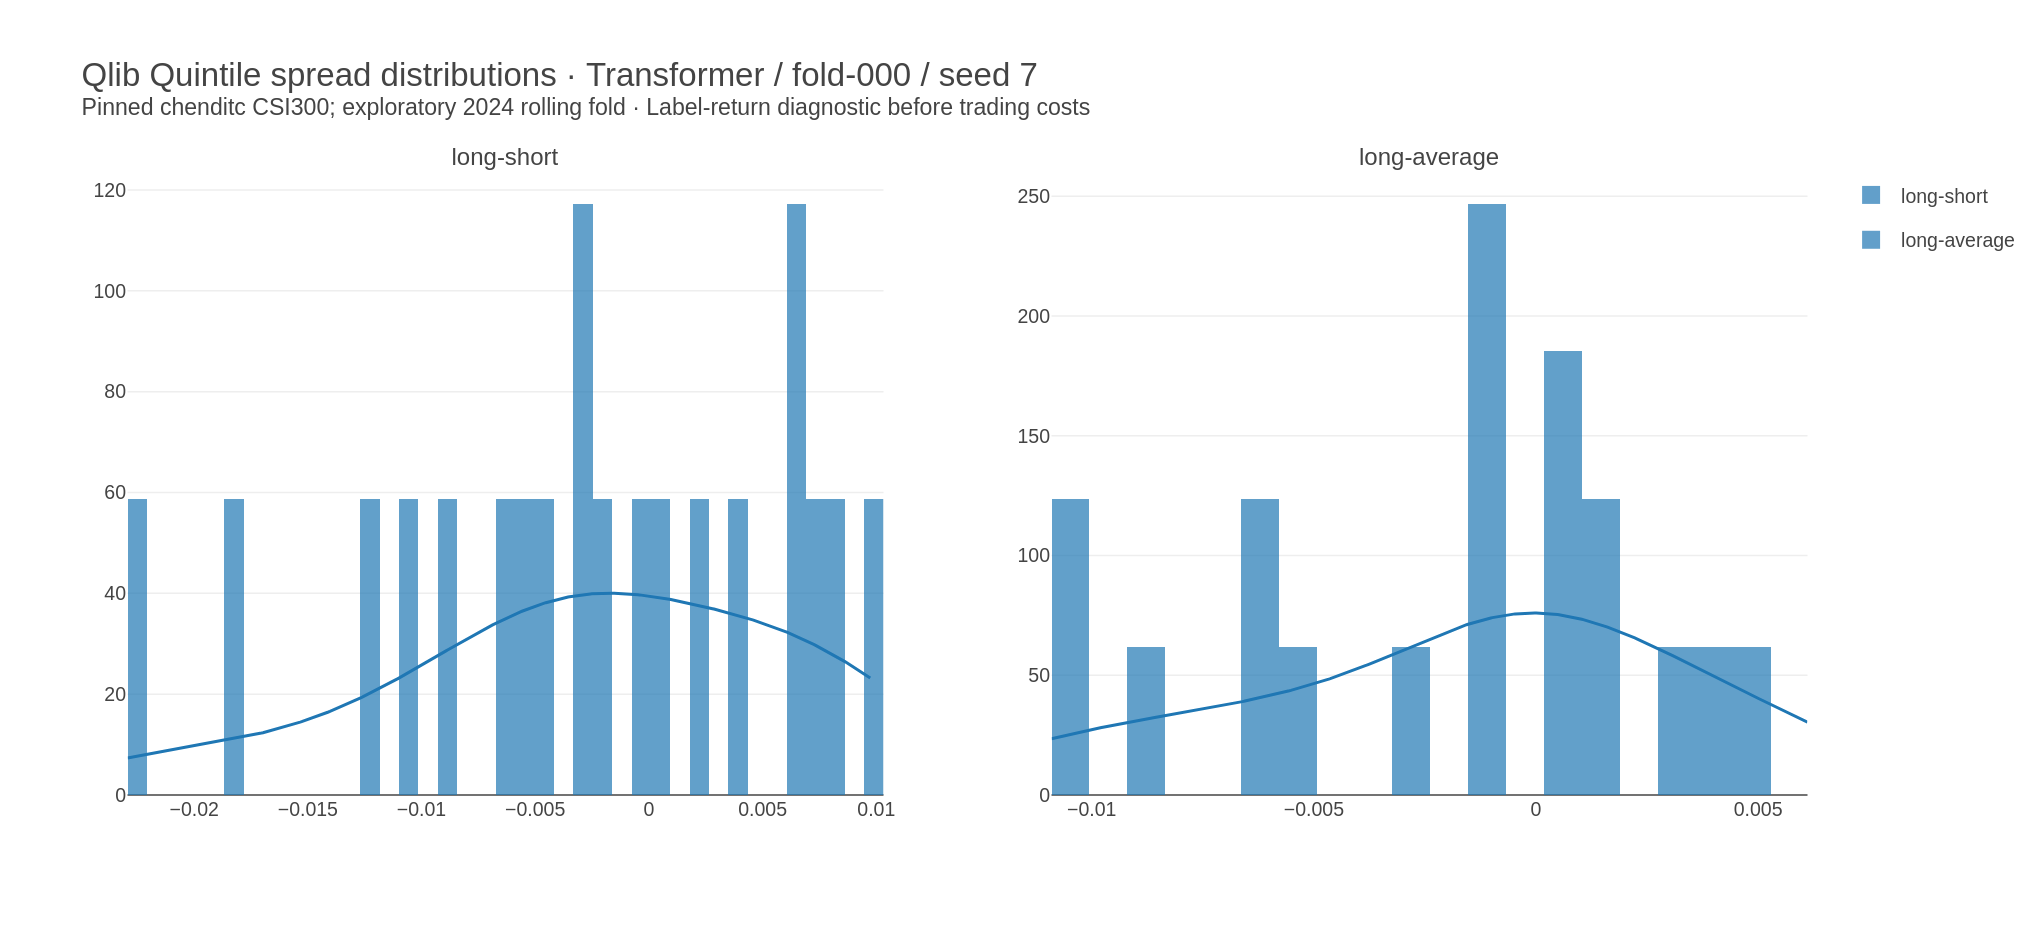 Qlib Quintile spread distributions · Transformer / fold-000 / seed 7
Pinned chenditc CSI300; exploratory 2024 rolling fold · Label-return diagnostic before trading costs
long-short
120
100
80
60
40
20
0
−0.02 −0.015 −0.01 −0.005 0 0.005 0.01
long-average
250
200
150
100
50
0
−0.01 −0.005 0 0.005
long-short
long-average